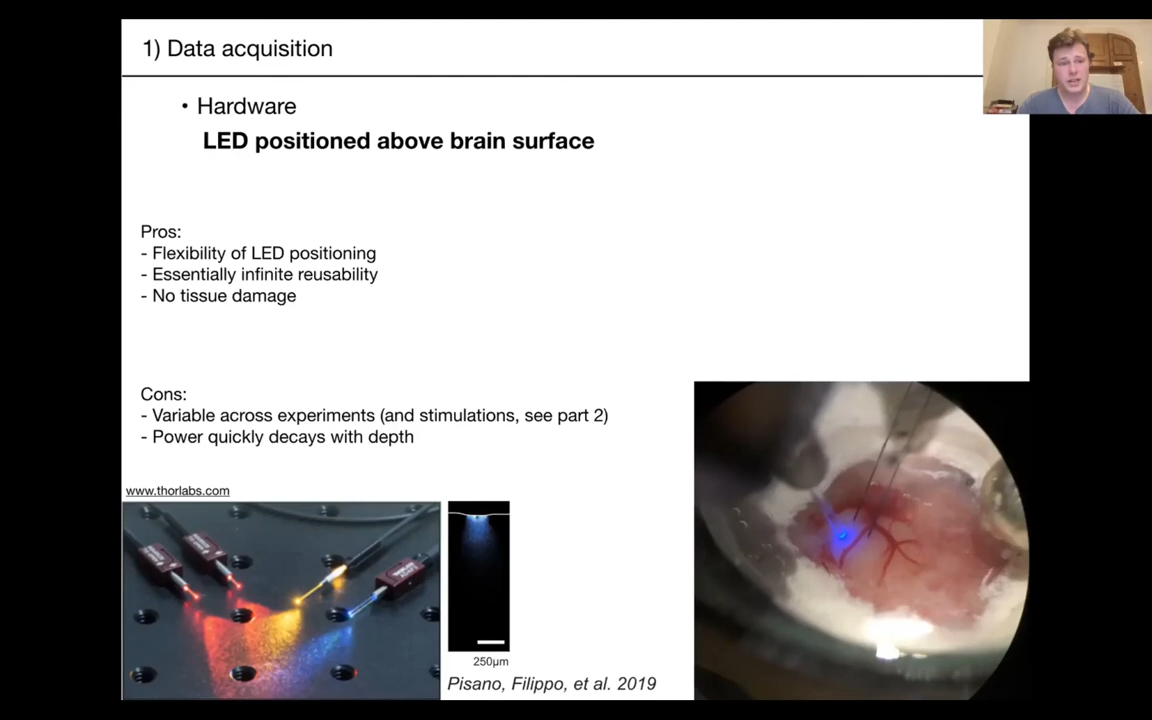 1) Data acquisition
• Hardware
LED positioned above brain surface
Pros:
- Flexibility of LED positioning
- Essentially infinite reusability
- No tissue damage
Cons:
- Variable across experiments (and stimulations, see part 2)
- Power quickly decays with depth
www.thorlabs.com
250µm
Pisano, Filippo, et al. 2019